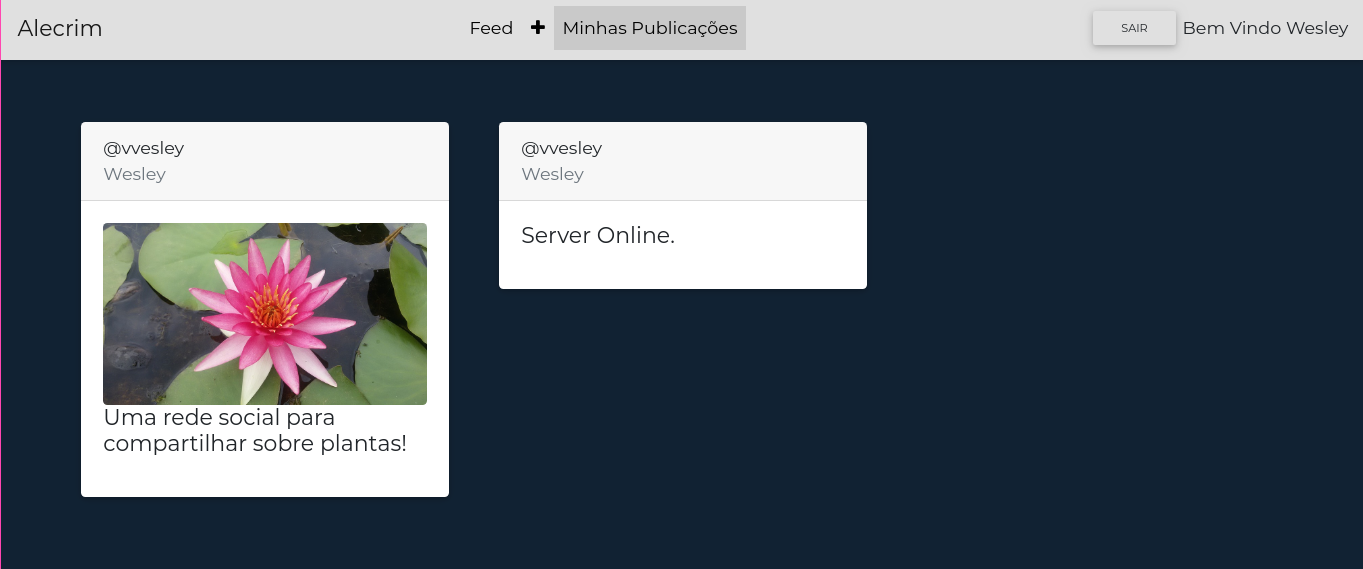 Alecrim
Feed
Minhas Publicações
SAIR
Bem Vindo Wesley
@vvesley
Wesley
Uma rede social para
compartilhar sobre plantas!
@vvesley
Wesley
Server Online.